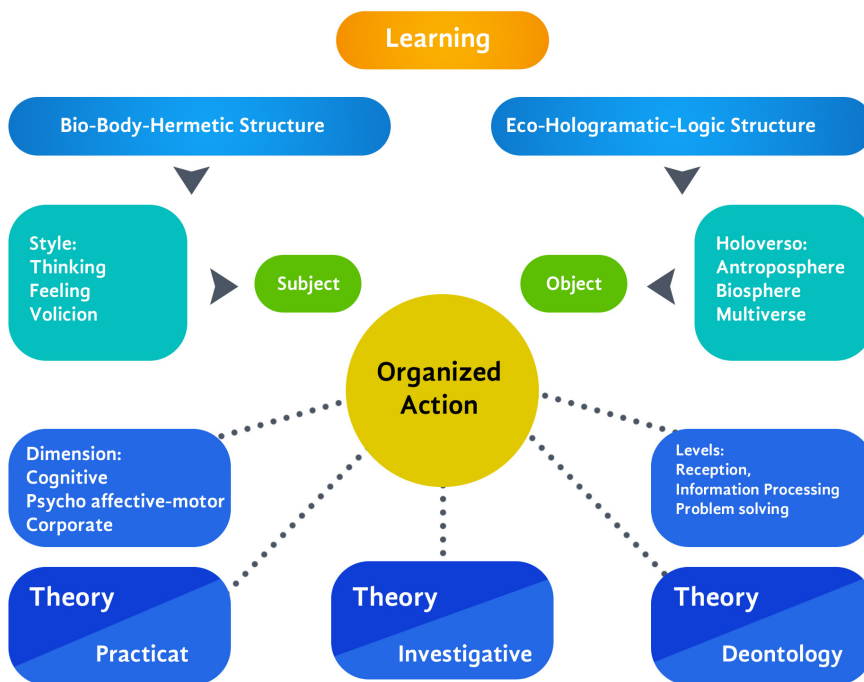 Learning
Bio-Body-Hermetic Structure
Eco-Hologramatic-Logic Structure
Style:
Thinking
Feeling
Volicion
Subject
Object
Holoverso:
Antroposphere
Biosphere
Multiverse
Organized
Action
Dimension:
Cognitive
Psycho affective-motor
Corporate
Levels:
Reception,
Information Processing
Problem solving
Theory
Practicat
Theory
Investigative
Theory
Deontology